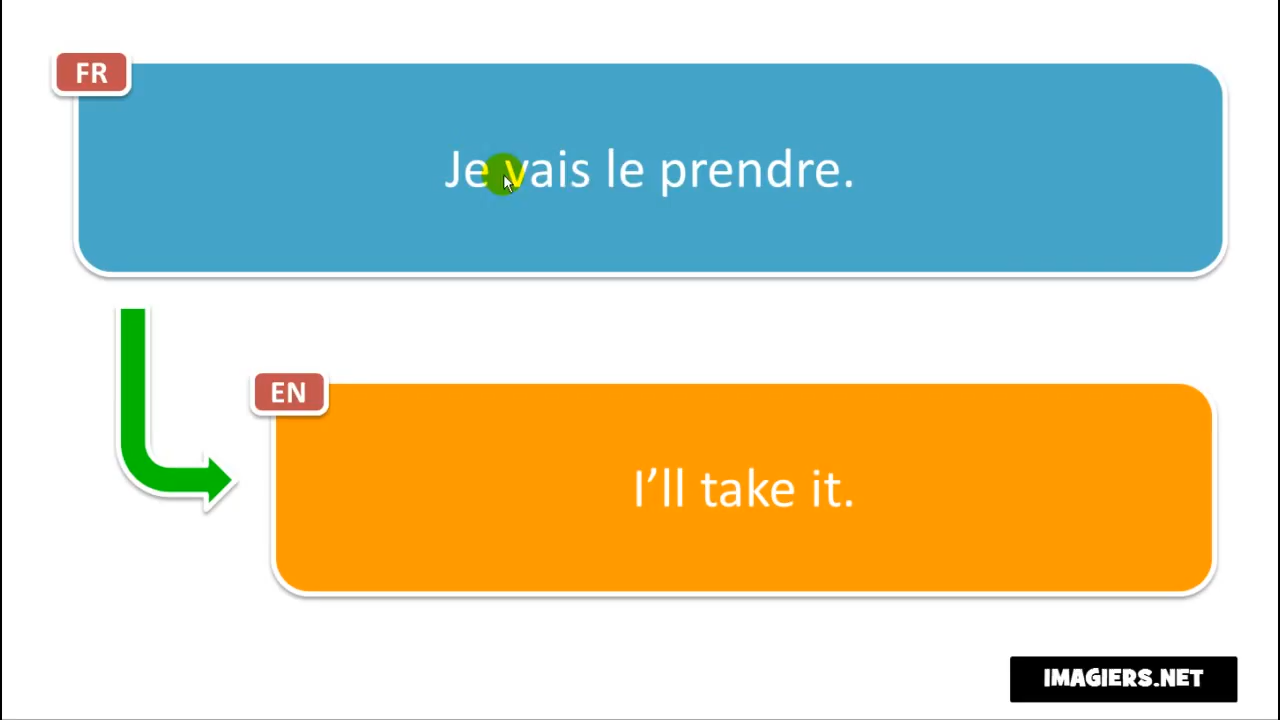 FR
Je vais le prendre.
EN
I’ll take it.
IMAGIERS.NET